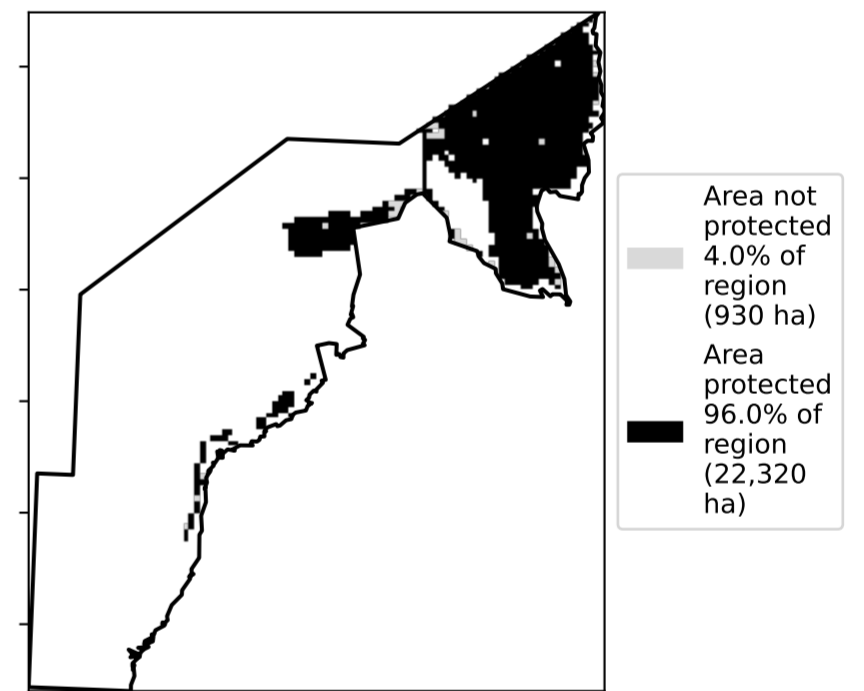 Area not
protected
4.0% of
region
(930 ha)
Area
protected
96.0% of
region
(22,320
ha)